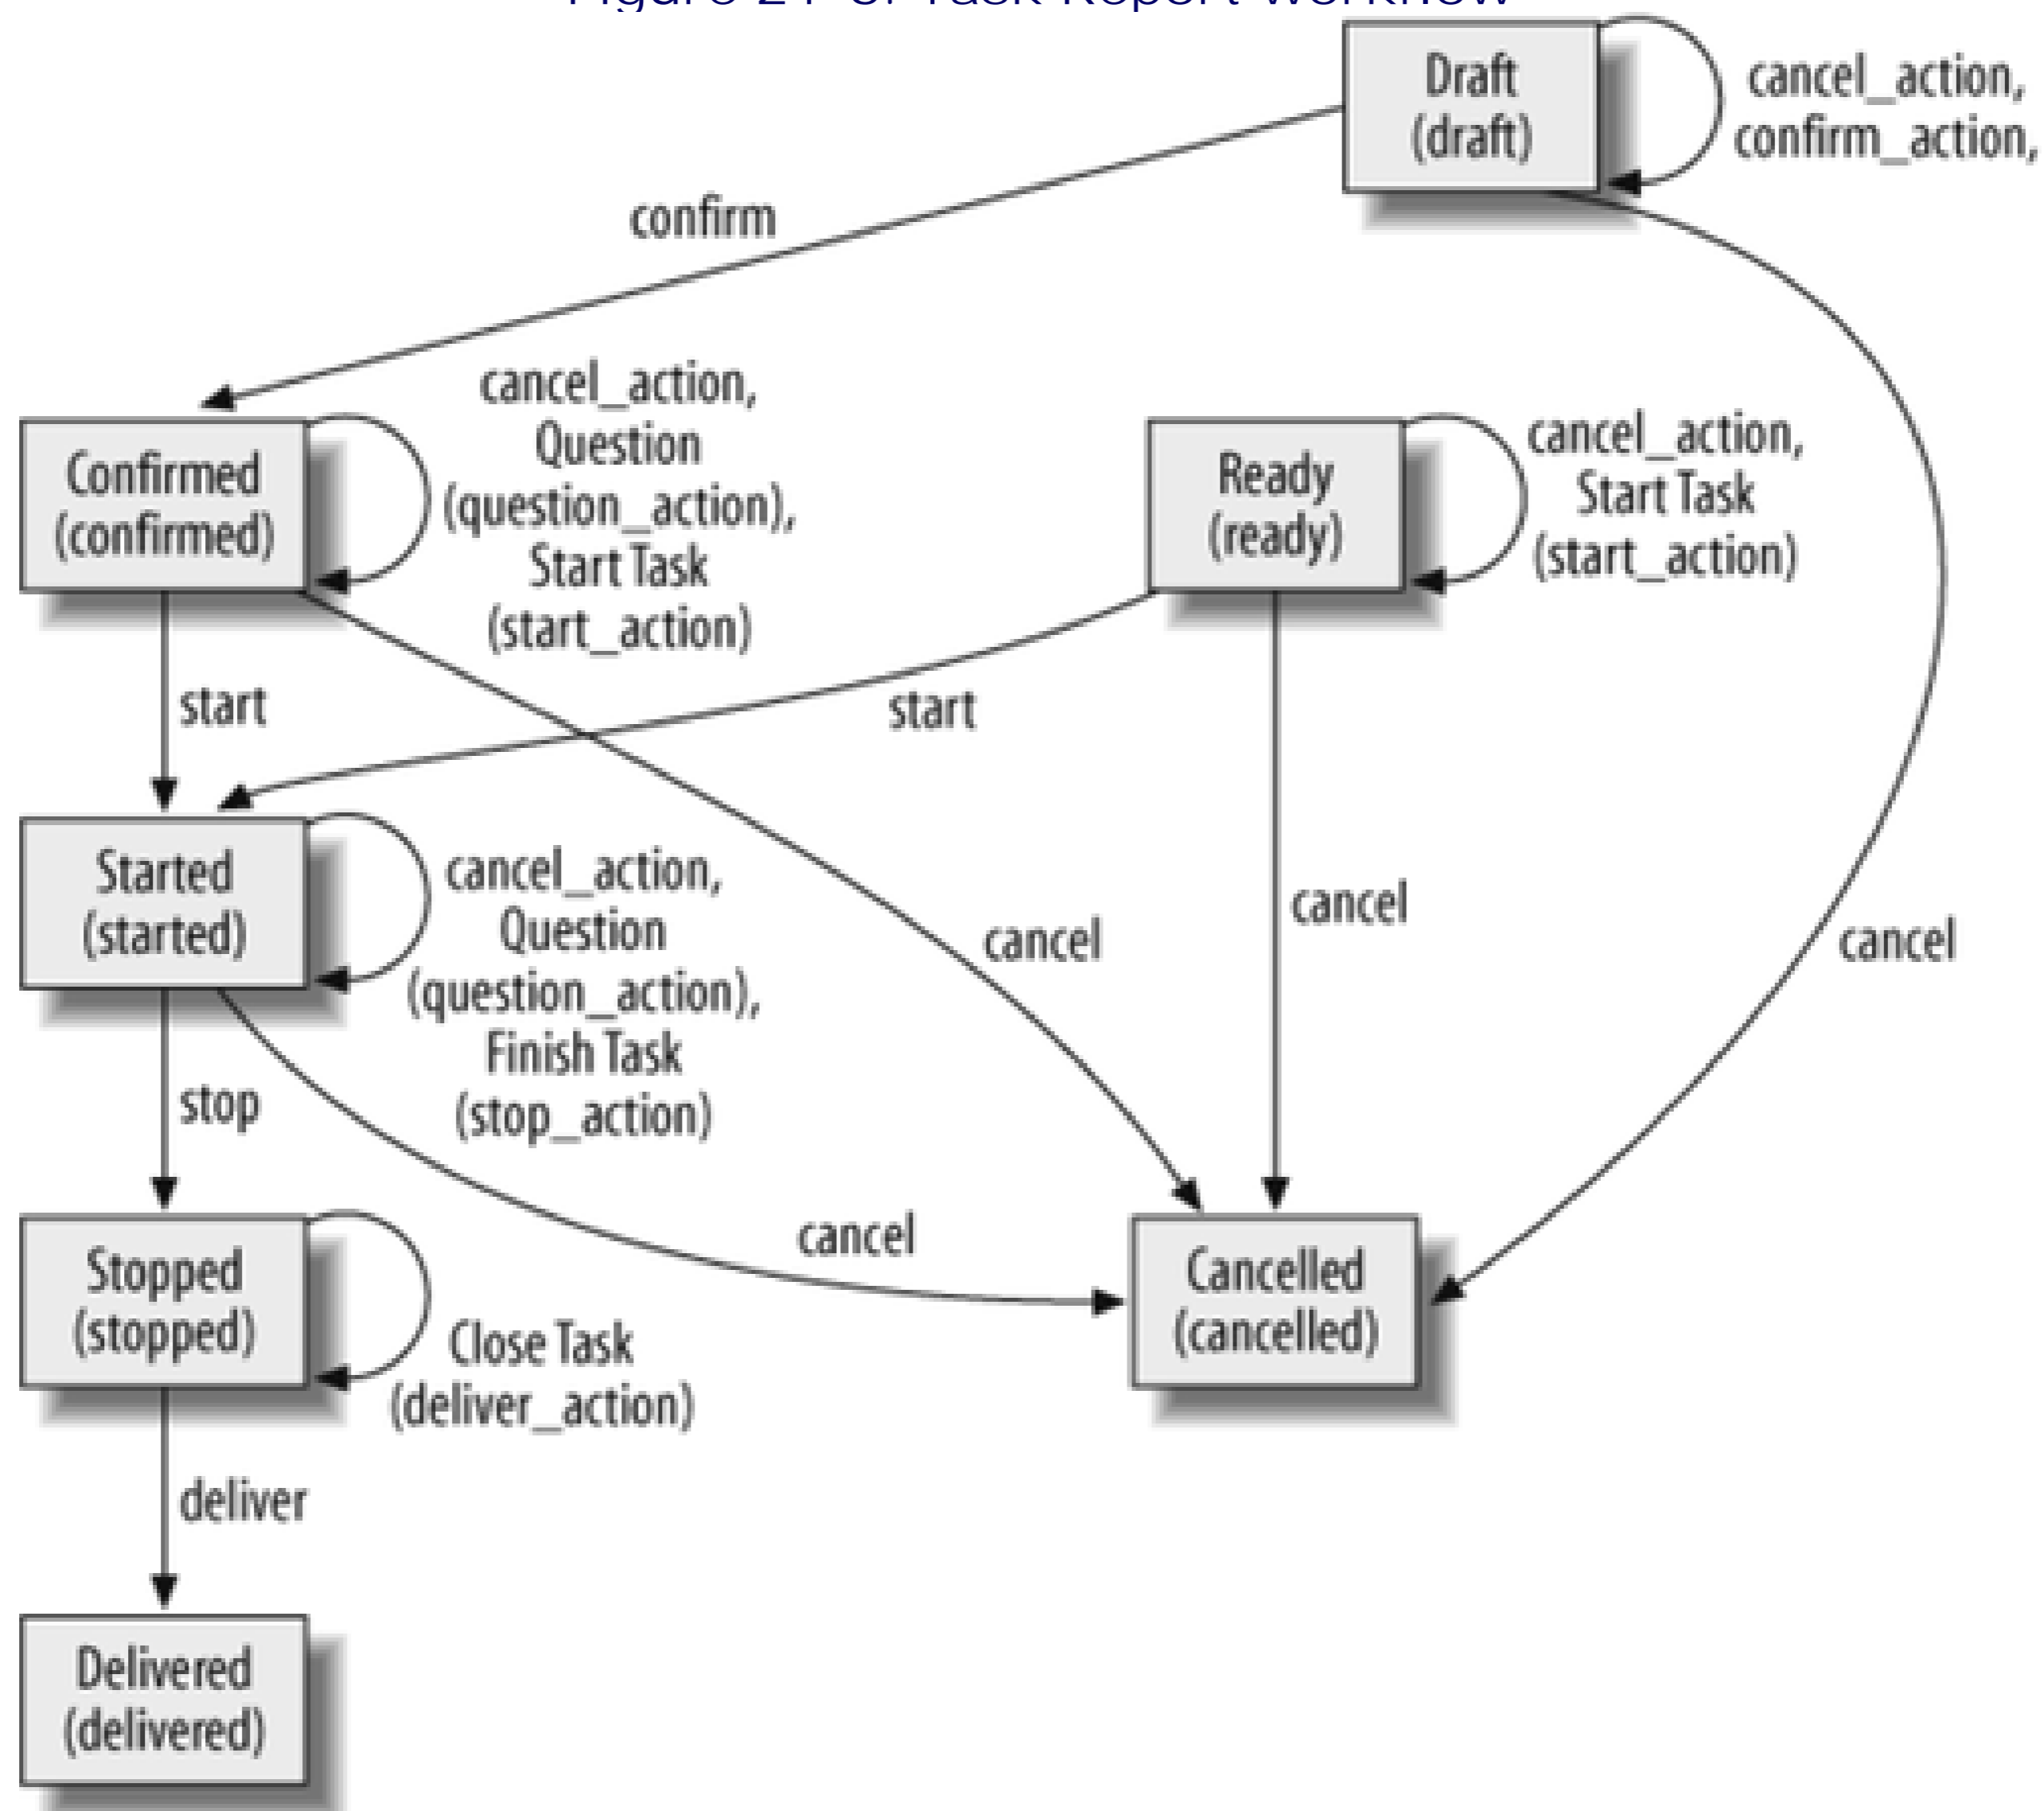 Draft
(draft)
cancel_action,
confirm_action,
confirm
cancel_action,
Question
(question_action),
Start Task
(start_action)
Confirmed
(confirmed)
Ready
(ready)
cancel_action,
Start Task
(start_action)
start
start
Started
(started)
cancel_action,
Question
(question_action),
Finish Task
(stop_action)
cancel
cancel
cancel
stop
cancel
Stopped
(stopped)
Close Task
(deliver_action)
Cancelled
(cancelled)
deliver
Delivered
(delivered)